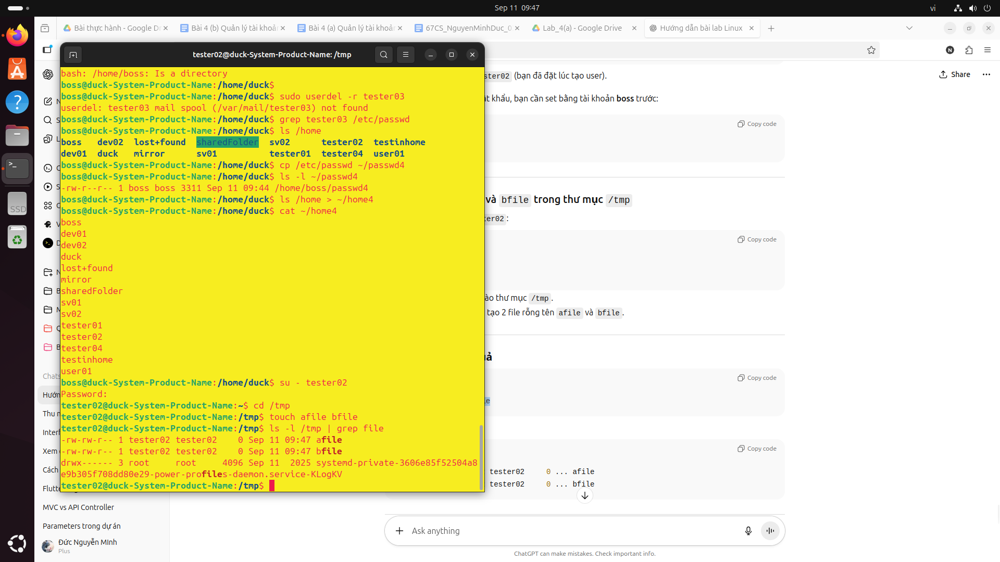 Sep 11 09:47
vi
Bài thực hành - Google Dr
Bài 4 (b) Quản lý tài khoản
Bài 4 (a) Quản lý tài khoản
67CS_NguyenMinhDuc_0
Lab_4(a) - Google Drive
Hướng dẫn bài lab Linux
tester02@duck-System-Product-Name: /tmp
bash: /home/boss: Is a directory
boss@duck-System-Product-Name:/home/duck$
boss@duck-System-Product-Name:/home/duck$ sudo userdel -r tester03
userdel: tester03 mail spool (/var/mail/tester03) not found
boss@duck-System-Product-Name:/home/duck$ grep tester03 /etc/passwd
boss@duck-System-Product-Name:/home/duck$ ls /home
boss dev02 lost+found sharedFolder sv02 tester02 testinhome
dev01 duck mirror sv01 tester01 tester04 user01
boss@duck-System-Product-Name:/home/duck$ cp /etc/passwd ~/passwd4
boss@duck-System-Product-Name:/home/duck$ ls -l ~/passwd4
-rw-r--r-- 1 boss boss 3311 Sep 11 09:44 /home/boss/passwd4
boss@duck-System-Product-Name:/home/duck$ ls /home > ~/home4
boss@duck-System-Product-Name:/home/duck$ cat ~/home4
boss
dev01
dev02
duck
lost+found
mirror
sharedFolder
sv01
sv02
tester01
tester02
tester04
testinhome
user01
boss@duck-System-Product-Name:/home/duck$ su - tester02
Password:
tester02@duck-System-Product-Name:~$ cd /tmp
tester02@duck-System-Product-Name:/tmp$ touch afile bfile
tester02@duck-System-Product-Name:/tmp$ ls -l /tmp | grep file
-rw-rw-r-- 1 tester02 tester02 0 Sep 11 09:47 afile
-rw-rw-r-- 1 tester02 tester02 0 Sep 11 09:47 bfile
drwx------ 3 root root 4096 Sep 11 2025 systemd-private-3606e85f52504a8
e9b305f708dd80e29-power-profiles-daemon.service-KLogKV
tester02@duck-System-Product-Name:/tmp$
SSD
Chats
Hướn
Thu n
Interf
Xem
Cách
Flutte
MVC vs API Controller
Parameters trong dự án
Đức Nguyễn MInh
Plus
Share
ster02 (bạn đã đặt lúc tạo user).
ật khẩu, bạn cần set bằng tài khoản boss trước:
Copy code
và bfile trong thư mục /tmp
ter02:
Copy code
ào thư mục /tmp.
tạo 2 file rỗng tên afile và bfile.
uả
Copy code
le
Copy code
tester02 0 ... afile
tester02 0 ... bfile
Ask anything
ChatGPT can make mistakes. Check important info.